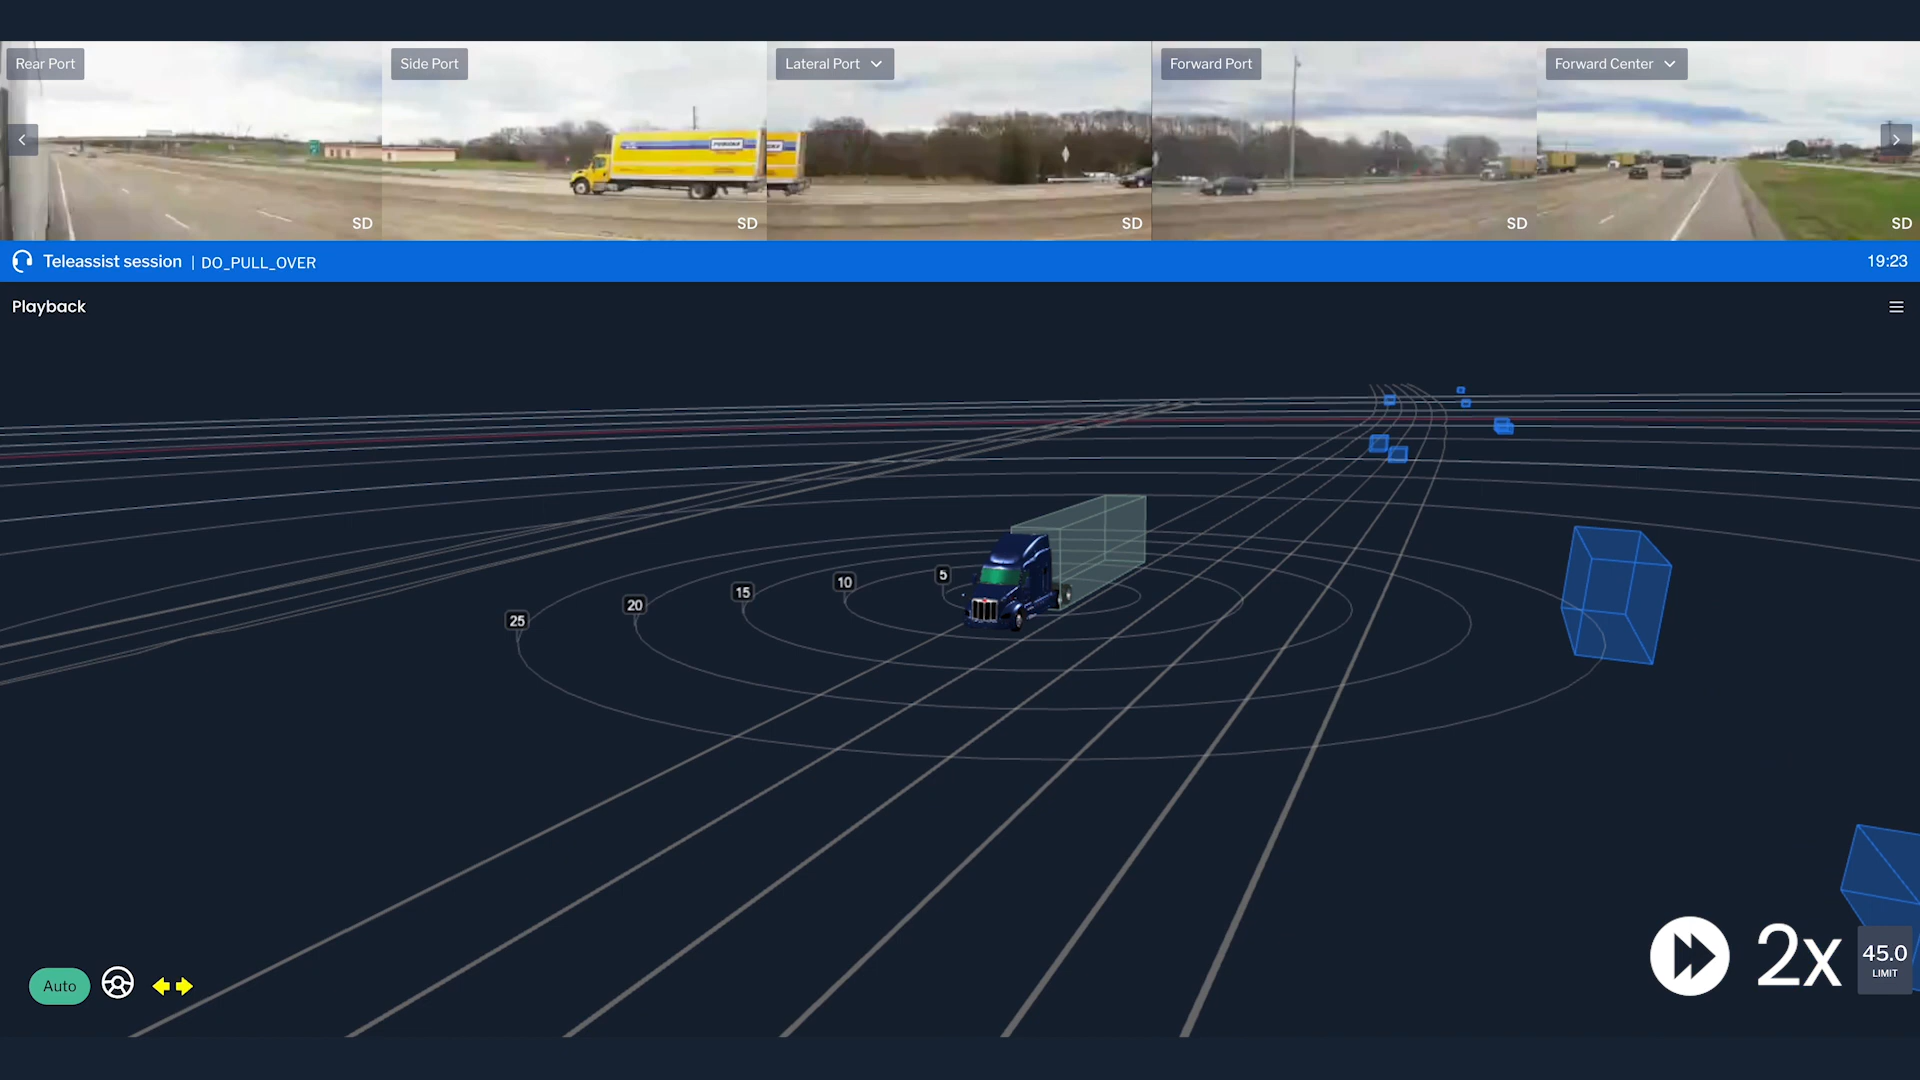 Rear Port
Side Port
Lateral Port
Forward Port
Forward Center
PENSKE
SD
SD
SD
SD
SD
Teleassist session | DO_PULL_OVER
19:23
Playback
5
10
15
20
25
Auto
2x
45.0
LIMIT